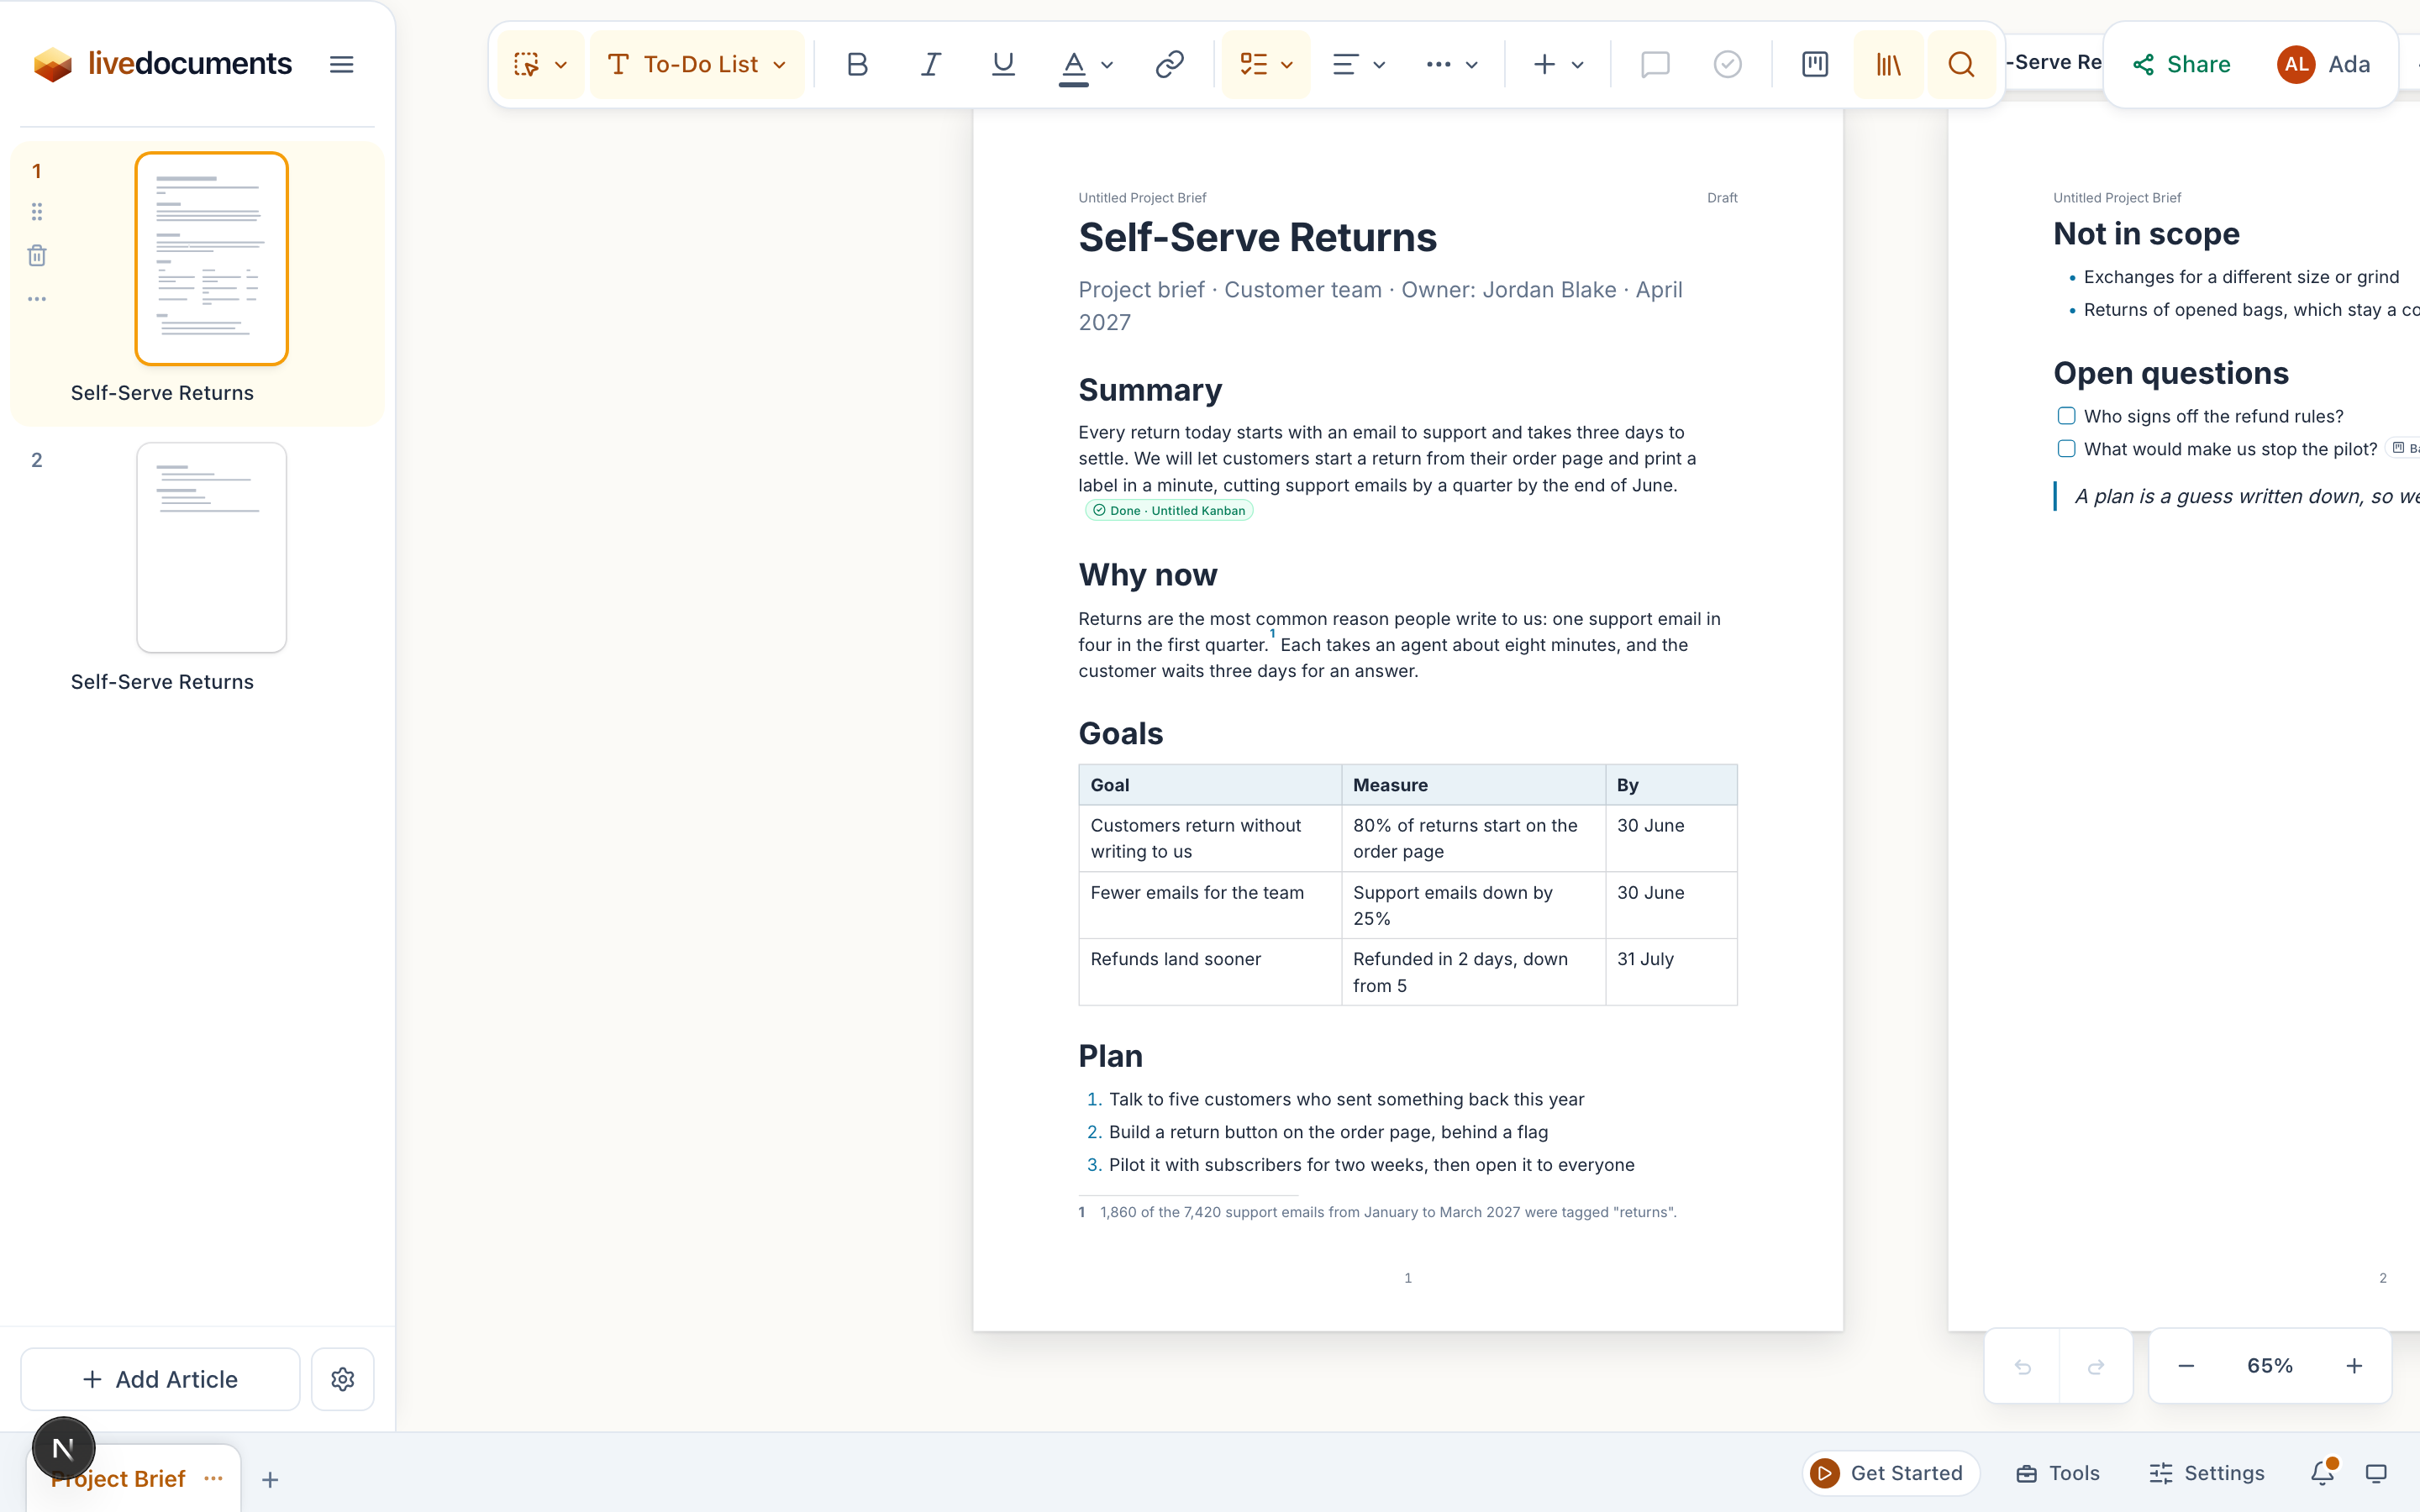 livedocuments
To-Do List
-Serve Re
Share
AL
Ada
1
Self-Serve Returns
2
Self-Serve Returns
Add Article
Untitled Project Brief
Draft
Self-Serve Returns
Project brief · Customer team · Owner: Jordan Blake · April
2027
Summary
Every return today starts with an email to support and takes three days to
settle. We will let customers start a return from their order page and print a
label in a minute, cutting support emails by a quarter by the end of June.
Done · Untitled Kanban
Why now
Returns are the most common reason people write to us: one support email in
four in the first quarter.1 Each takes an agent about eight minutes, and the
customer waits three days for an answer.
Goals
Goal Measure By
Customers return without 80% of returns start on the 30 June
writing to us order page
Fewer emails for the team Support emails down by 30 June
25%
Refunds land sooner Refunded in 2 days, down 31 July
from 5
Plan
1. Talk to five customers who sent something back this year
2. Build a return button on the order page, behind a flag
3. Pilot it with subscribers for two weeks, then open it to everyone
1 1,860 of the 7,420 support emails from January to March 2027 were tagged "returns".
1
Untitled Project Brief
Not in scope
• Exchanges for a different size or grind
• Returns of opened bags, which stay a
Open questions
Who signs off the refund rules?
What would make us stop the pilot?
A plan is a guess written down, so
2
65%
N
Project Brief
Get Started
Tools
Settings